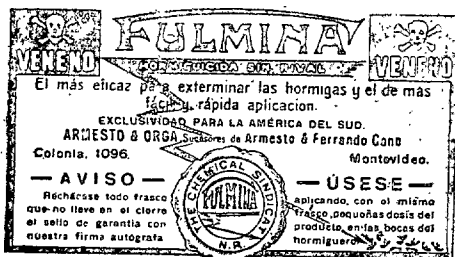 FULMINA
VENENO
VENENO
HORMIGUICIDA SIN RIVAL
El más eficaz para exterminar las hormigas y el de más
fácil y rápida aplicacion.
EXCLUSIVIDAD PARA LA AMÉRICA DEL SUD.
ARMESTO & ORGA Sucesores de Armesto & Ferrando Cano
Colonia, 1096.
Montevideo.
— AVISO —
Rechácese todo frasco
que no lleve en el cierre
el sello de garantía con
nuestra firma autógrafa
THE CHEMICAL SINDICAT
FULMINA
N.R.
— ÚSESE —
aplicando, con el mismo
frasco, pequeñas dosis del
producto, en las bocas del
hormiguero